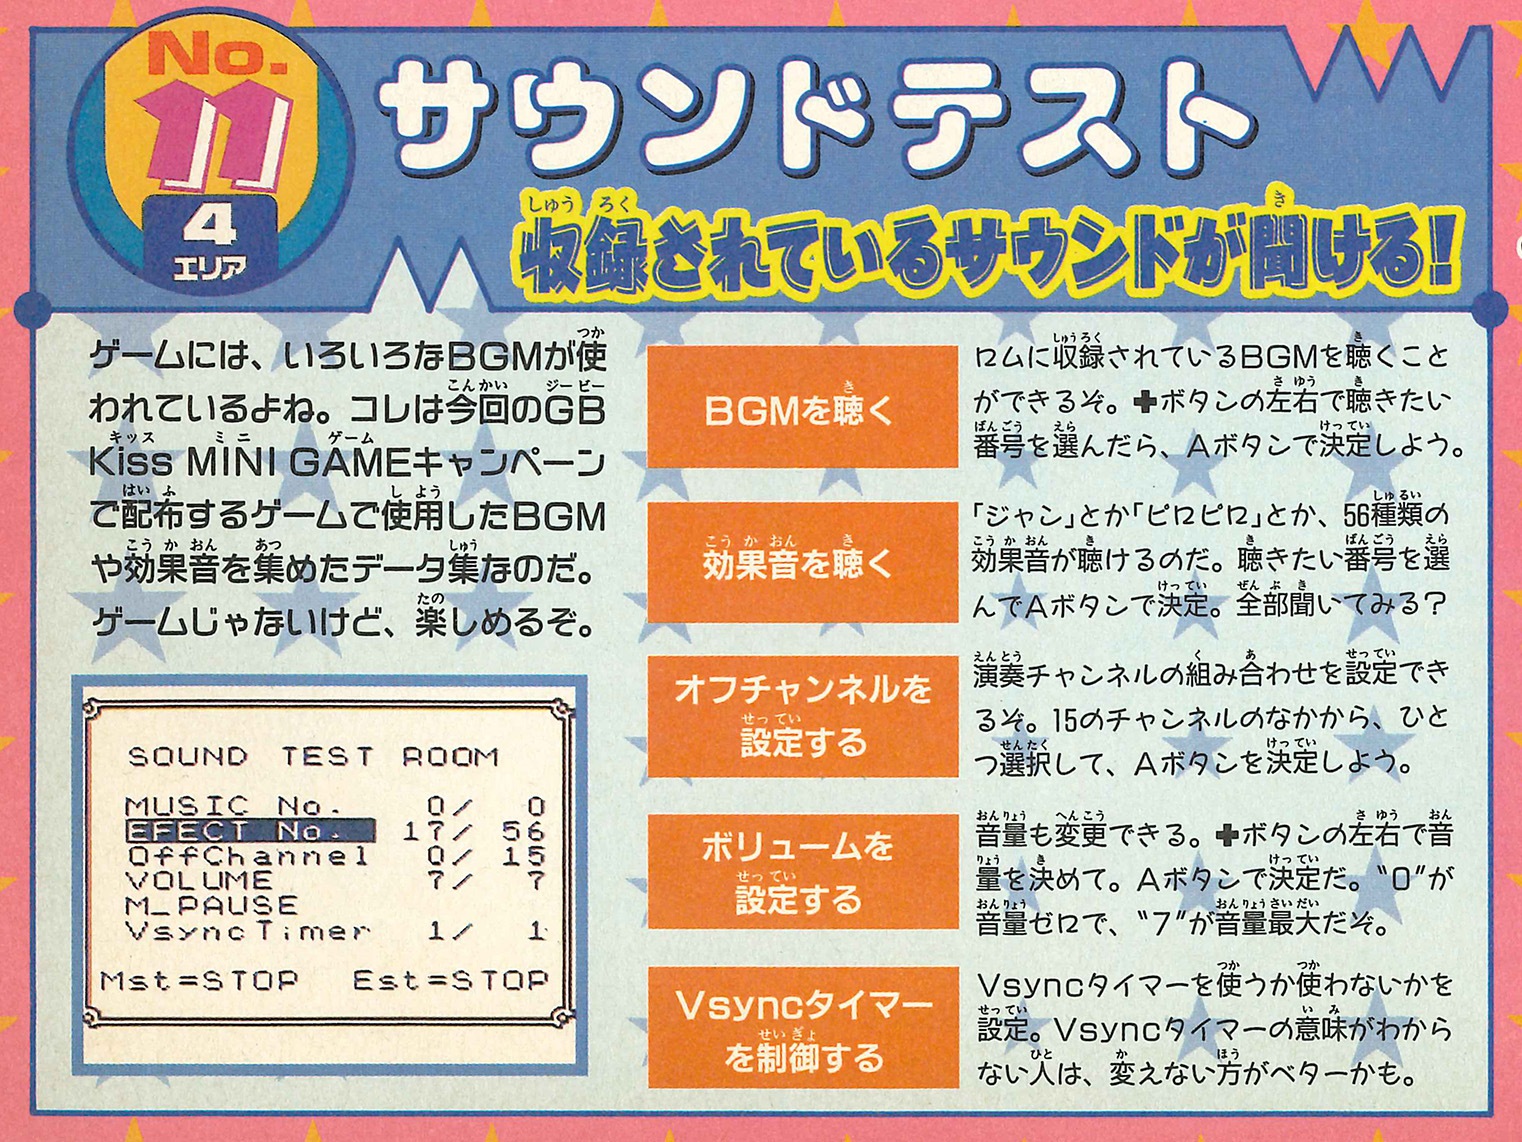 No.
11
4
エリア
サウンドテスト
収録されているサウンドが聞ける!
ゲームには、いろいろなBGMが使
われているよね。コレは今回のGB
Kiss MINI GAMEキャンペーン
で配布するゲームで使用したBGM
や効果音を集めたデータ集なのだ。
ゲームじゃないけど、楽しめるぞ。
SOUND TEST ROOM
MUSIC No. 0/ 0
EFECT No. 17/ 56
OffChannel 0/ 15
VOLUME 7/ 7
M_PAUSE
VsyncTimer 1/ 1
Mst=STOP Est=STOP
BGMを聴く
ロムに収録されているBGMを聴くこと
ができるぞ。✚ボタンの左右で聴きたい
番号を選んだら、Aボタンで決定しよう。
効果音を聴く
「ジャン」とか「ピロピロ」とか、56種類の
効果音が聴けるのだ。聴きたい番号を選
んでAボタンで決定。全部聞いてみる?
オフチャンネルを
設定する
演奏チャンネルの組み合わせを設定でき
るぞ。15のチャンネルのなかから、ひと
つ選択して、Aボタンを決定しよう。
ボリュームを
設定する
音量も変更できる。✚ボタンの左右で音
量を決めて。Aボタンで決定だ。“0”が
音量ゼロで、“7”が音量最大だぞ。
Vsyncタイマー
を制御する
Vsyncタイマーを使うか使わないかを
設定。Vsyncタイマーの意味がわから
ない人は、変えない方がベターかも。